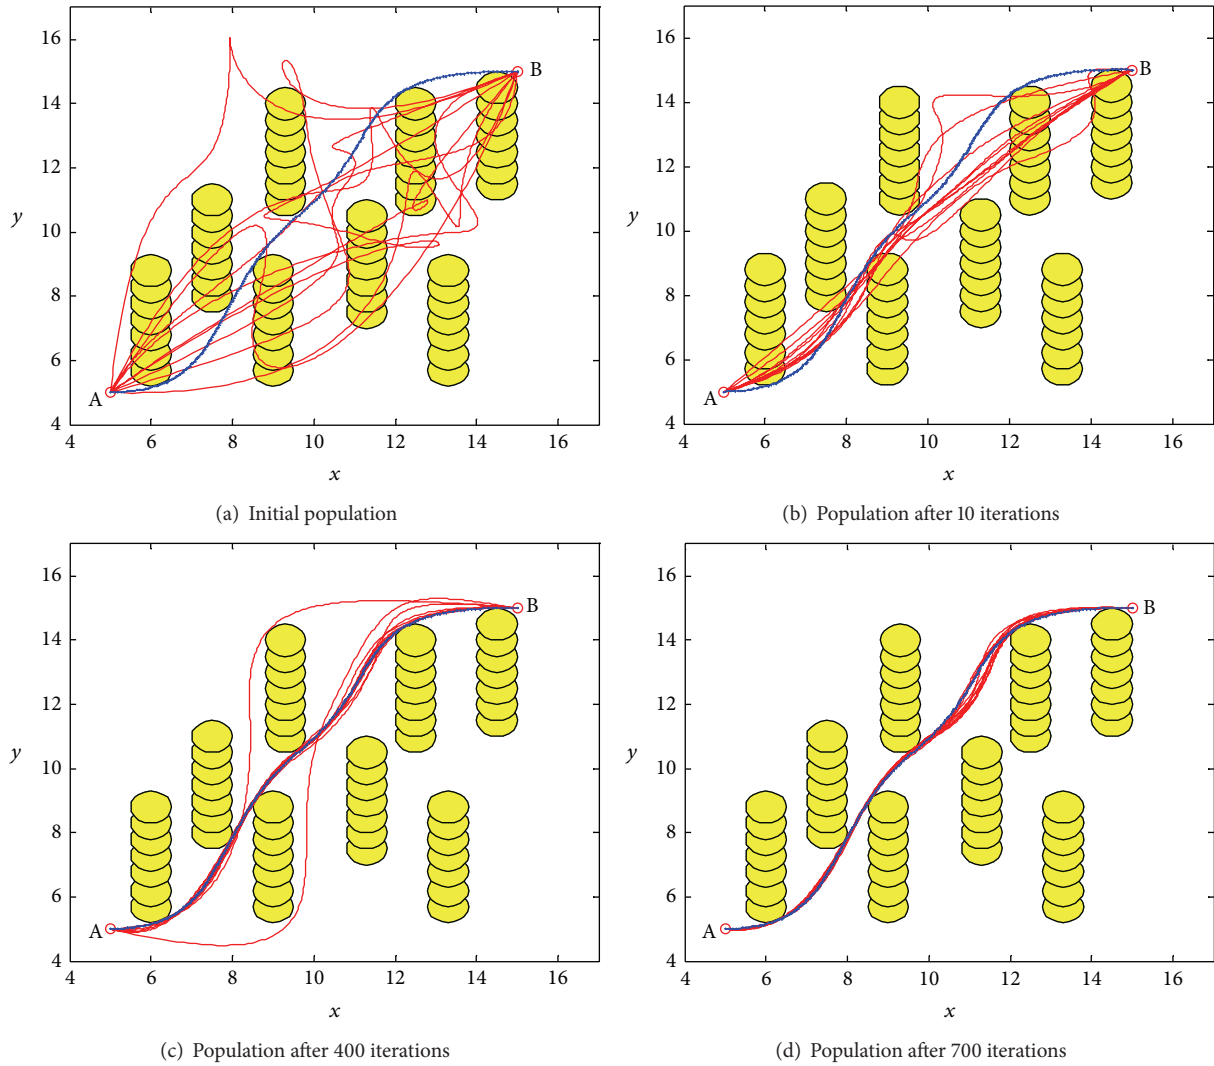 16
14
12
y
10
8
6
4
A
B
4 6 8 10 12 14 16
x
(a) Initial population
16
14
12
y
10
8
6
4
A
B
4 6 8 10 12 14 16
x
(b) Population after 10 iterations
16
14
12
y
10
8
6
4
A
B
4 6 8 10 12 14 16
x
(c) Population after 400 iterations
16
14
12
y
10
8
6
4
A
B
4 6 8 10 12 14 16
x
(d) Population after 700 iterations